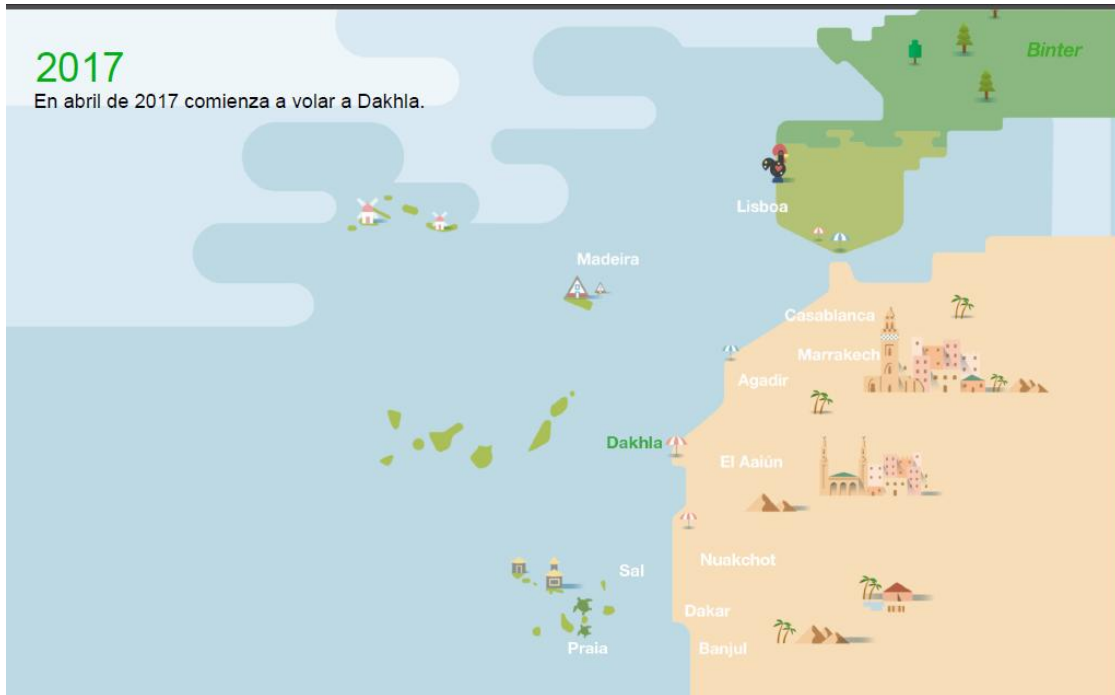 2017
En abril de 2017 comienza a volar a Dakhla.
Binter
Lisboa
Madeira
Casablanca
Marrakech
Agadir
Dakhla
El Aaiún
Nuakchot
Sal
Dakar
Praia
Banjul